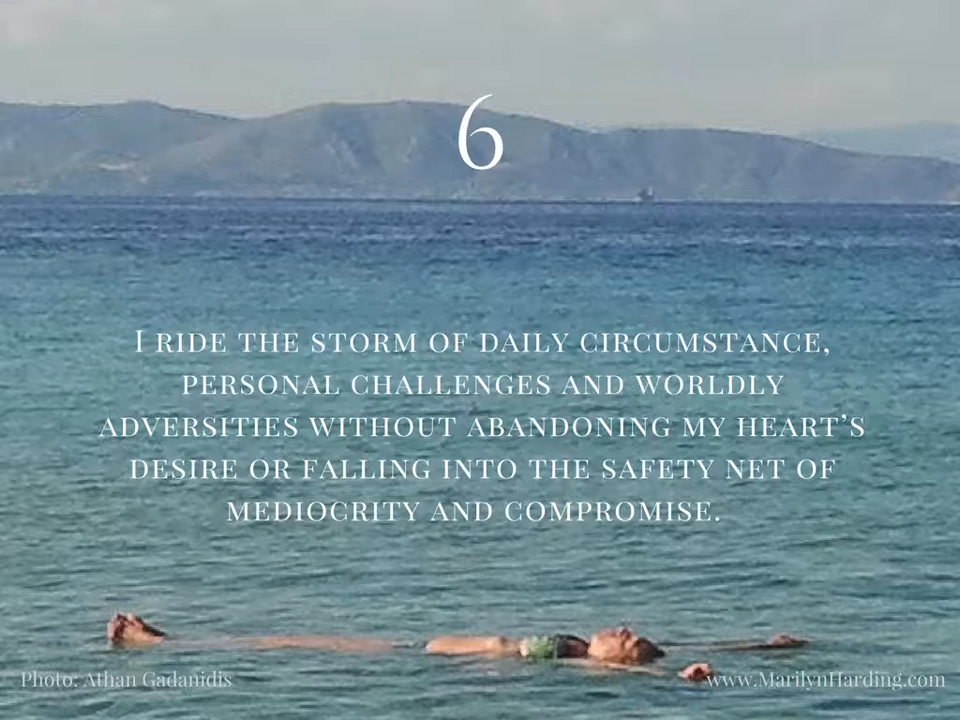 6
I ride the storm of daily circumstance,
personal challenges and worldly
adversities without abandoning my heart's
desire or falling into the safety net of
mediocrity and compromise.
Photo: Athan Gadanidis
www.MarilynHarding.com